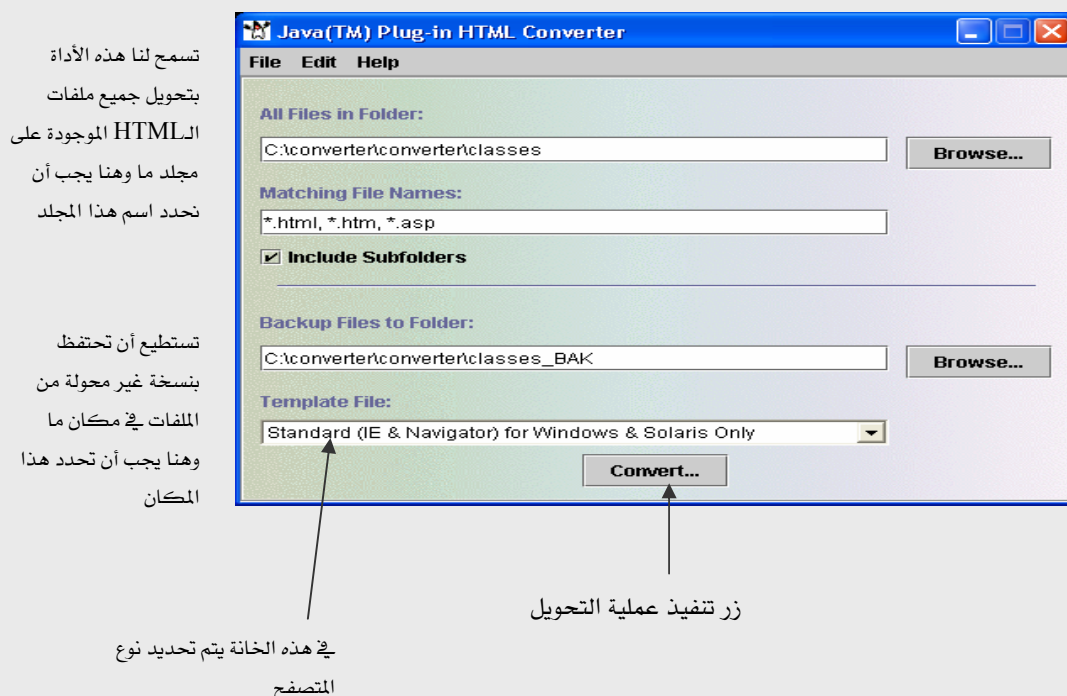 تسمح لنا هذه الأداة
بتحويل جميع ملفات
الـHTML الموجودة على
مجلد ما وهنا يجب أن
نحدد اسم هذا المجلد
تستطيع أن تحتفظ
بنسخة غير محولة من
الملفات في مكان ما
وهنا يجب أن تحدد هذا
المكان
Java(TM) Plug-in HTML Converter
File Edit Help
All Files in Folder:
C:\converter\converter\classes
Browse...
Matching File Names:
*.html, *.htm, *.asp
Include Subfolders
Backup Files to Folder:
C:\converter\converter\classes_BAK
Browse...
Template File:
Standard (IE & Navigator) for Windows & Solaris Only
Convert...
زر تنفيذ عملية التحويل
في هذه الخانة يتم تحديد نوع
المتصفح